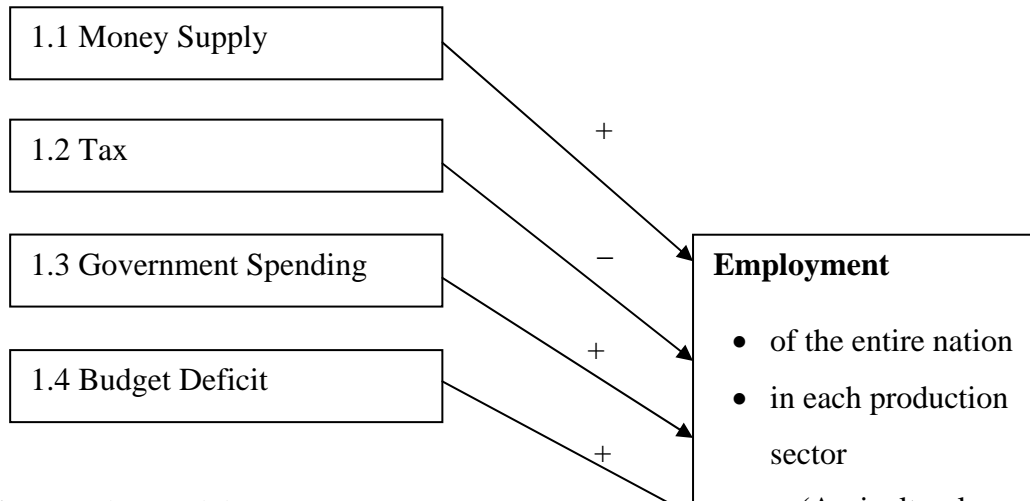 1.1 Money Supply
+
1.2 Tax
−
1.3 Government Spending
+
1.4 Budget Deficit
+
Employment
• of the entire nation
• in each production
sector